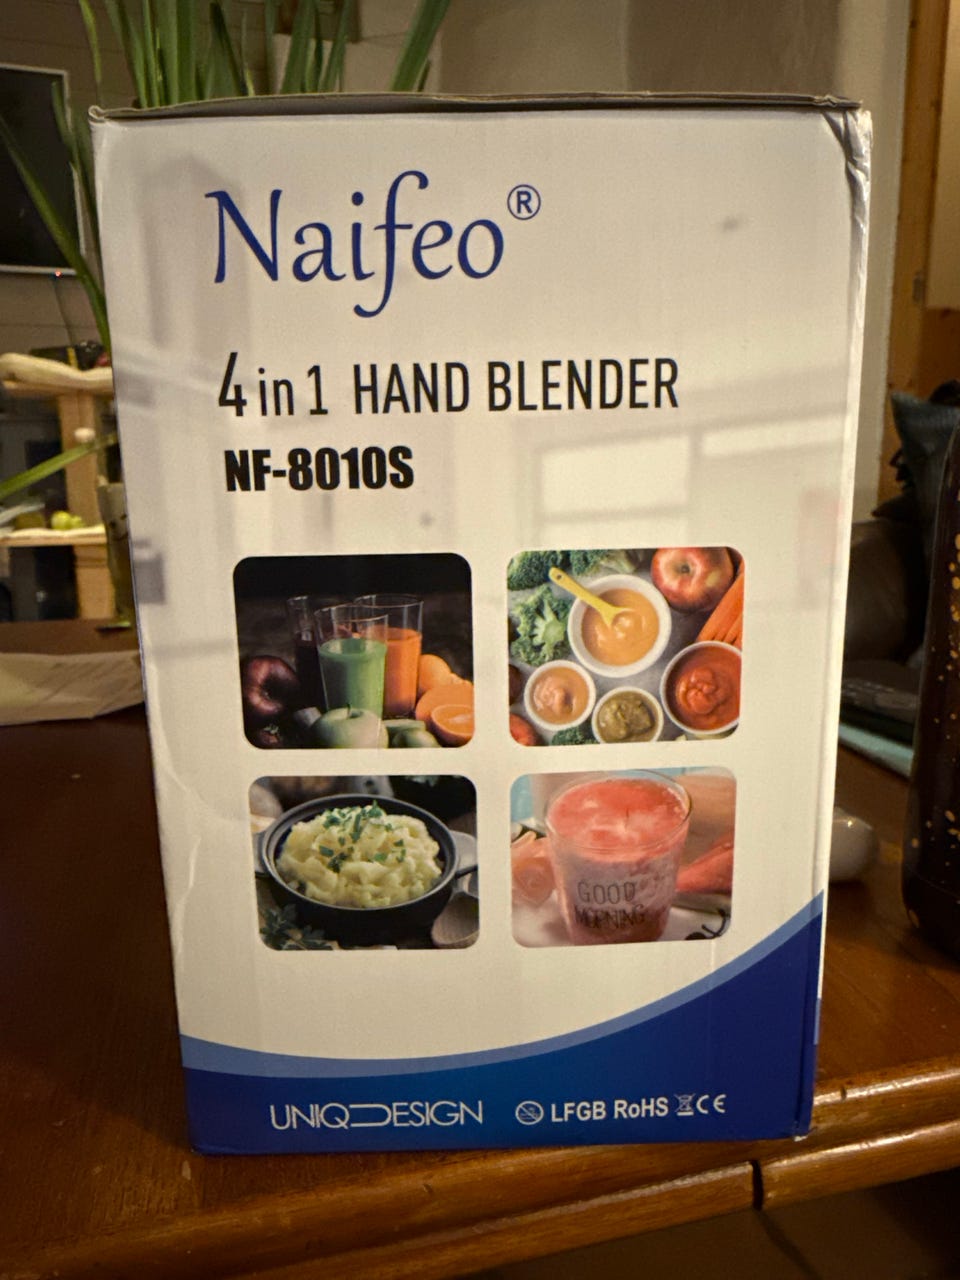 Naifeo®
4 in 1 HAND BLENDER
NF-8010S
GOOD
MORNING
UNIQDESIGN LFGB RoHS CE